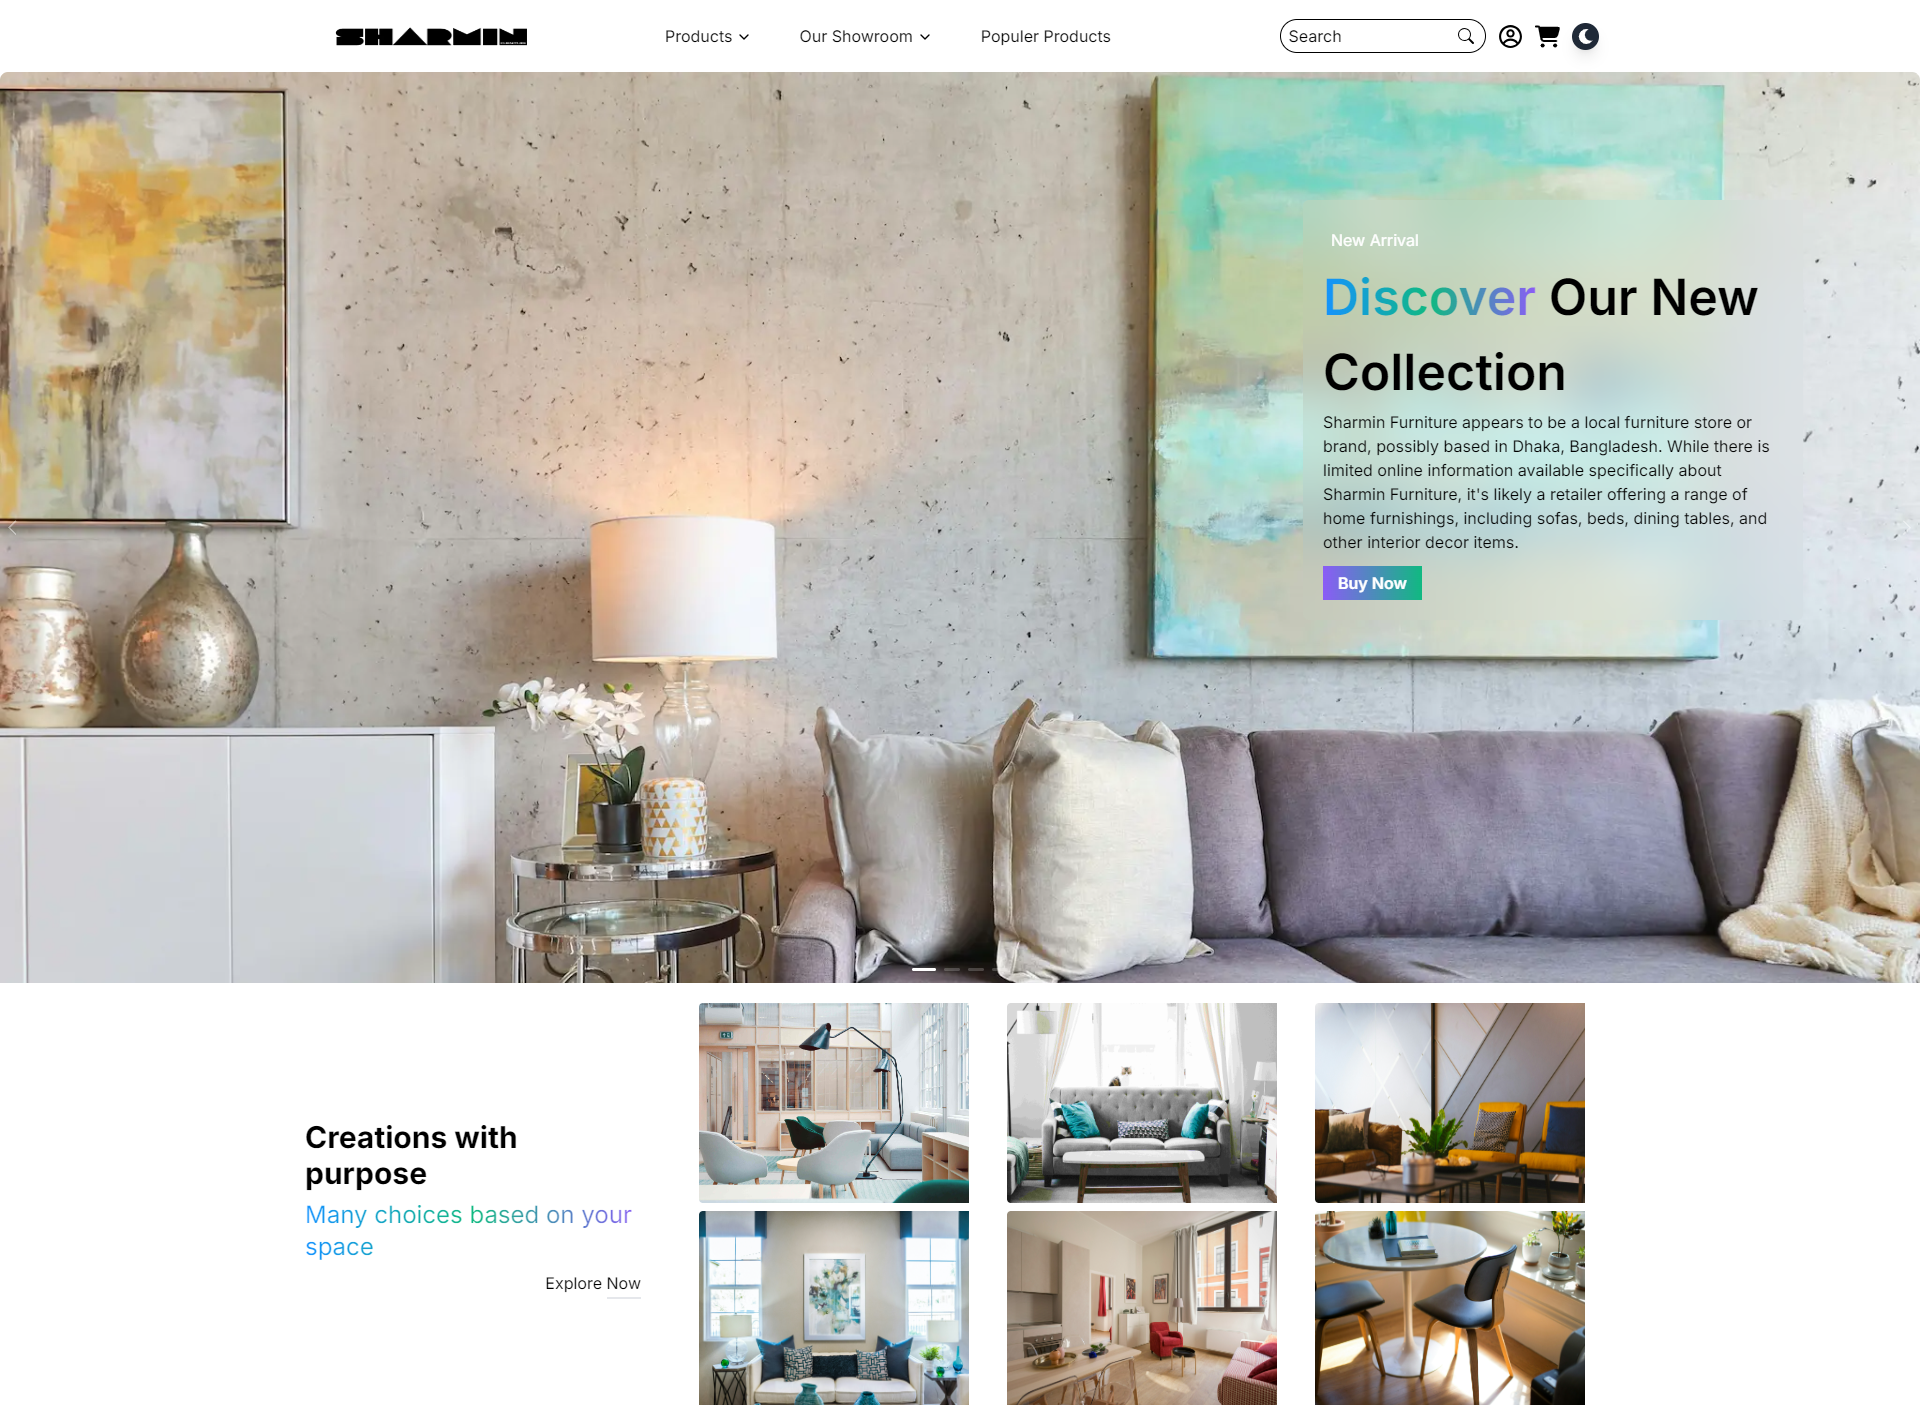 SHARMIN
Products
Our Showroom
Populer Products
Search
New Arrival
Discover Our New
Collection
Sharmin Furniture appears to be a local furniture store or
brand, possibly based in Dhaka, Bangladesh. While there is
limited online information available specifically about
Sharmin Furniture, it's likely a retailer offering a range of
home furnishings, including sofas, beds, dining tables, and
other interior decor items.
Buy Now
Creations with
purpose
Many choices based on your
space
Explore Now